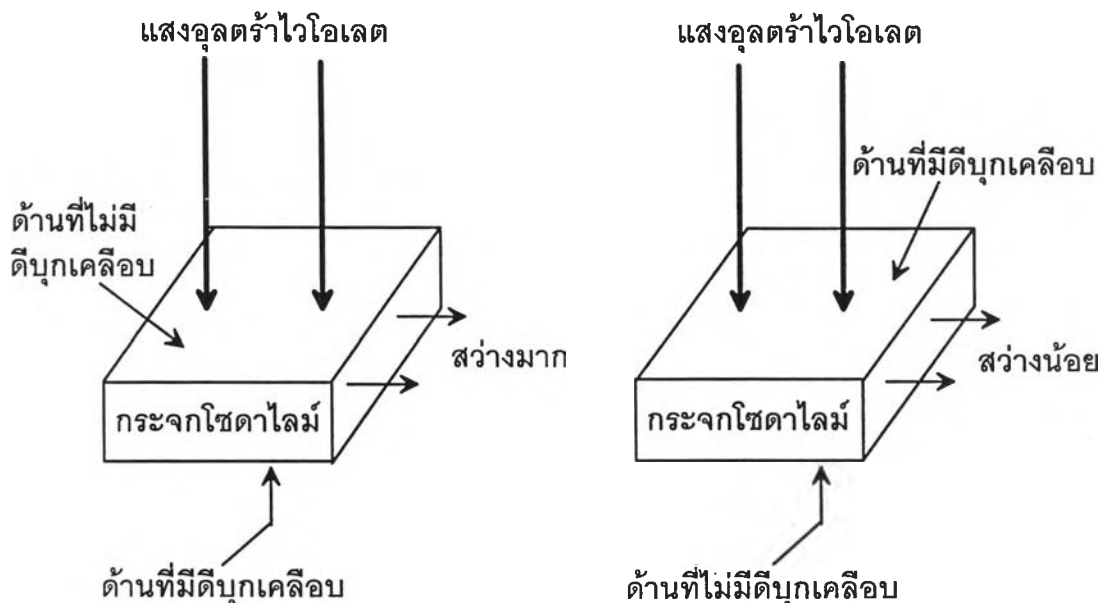 แสงอุลตร้าไวโอเลต
ด้านที่ไม่มี
ดีบุกเคลือบ
สว่างมาก
กระจกโซดาไลม์
ด้านที่มีดีบุกเคลือบ
แสงอุลตร้าไวโอเลต
ด้านที่มีดีบุกเคลือบ
สว่างน้อย
กระจกโซดาไลม์
ด้านที่ไม่มีดีบุกเคลือบ